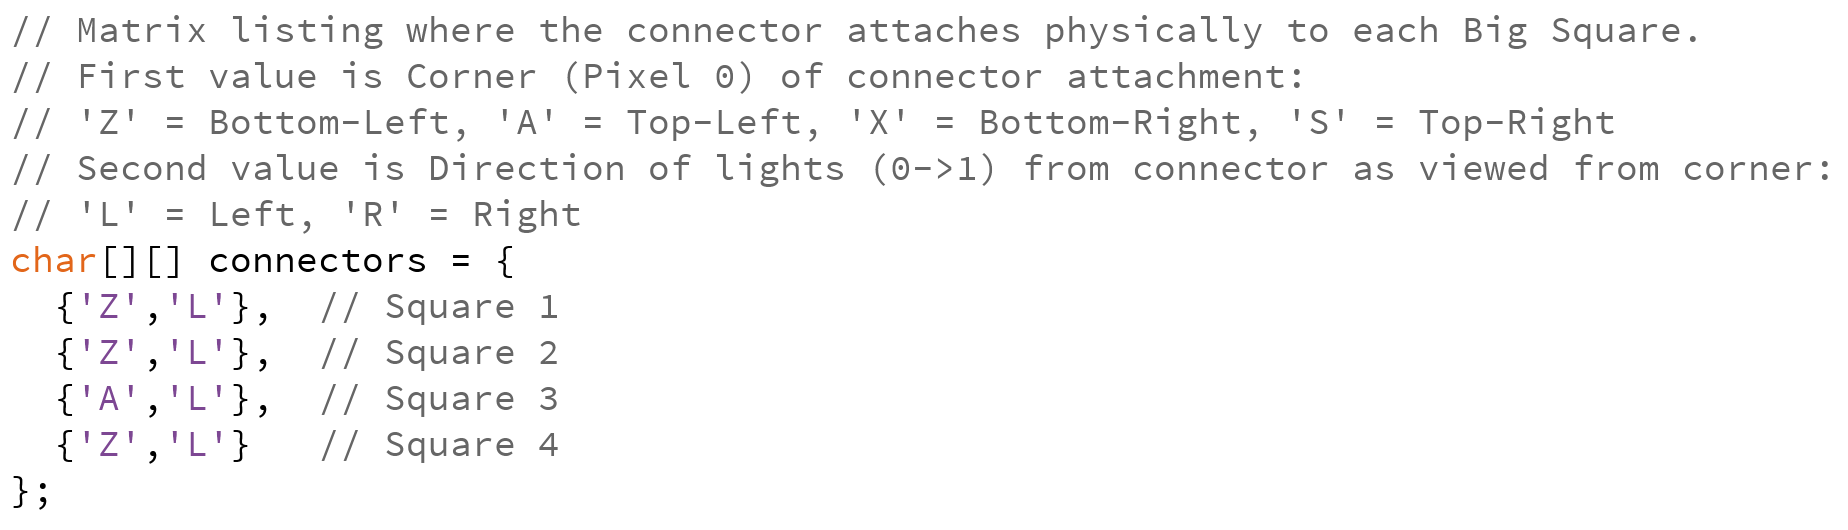 // Matrix listing where the connector attaches physically to each Big Square.
// First value is Corner (Pixel 0) of connector attachment:
// 'Z' = Bottom-Left, 'A' = Top-Left, 'X' = Bottom-Right, 'S' = Top-Right
// Second value is Direction of lights (0->1) from connector as viewed from corner:
// 'L' = Left, 'R' = Right
char[][] connectors = {
  {'Z','L'},  // Square 1
  {'Z','L'},  // Square 2
  {'A','L'},  // Square 3
  {'Z','L'}   // Square 4
};